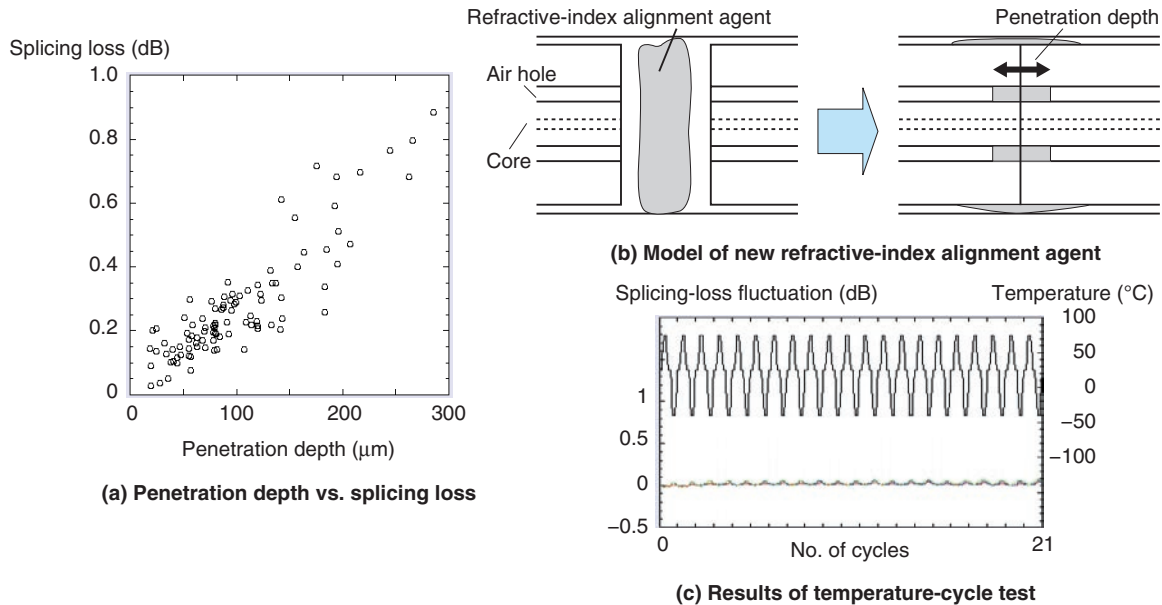 Splicing loss (dB)
1.0
0.8
0.6
0.4
0.2
0
0 100 200 300
Penetration depth (μm)
(a) Penetration depth vs. splicing loss
Refractive-index alignment agent
Air hole
Core
Penetration depth
(b) Model of new refractive-index alignment agent
Splicing-loss fluctuation (dB) Temperature (°C)
100
50
0
−50
−100
1
0.5
0
−0.5
0 21
No. of cycles
(c) Results of temperature-cycle test